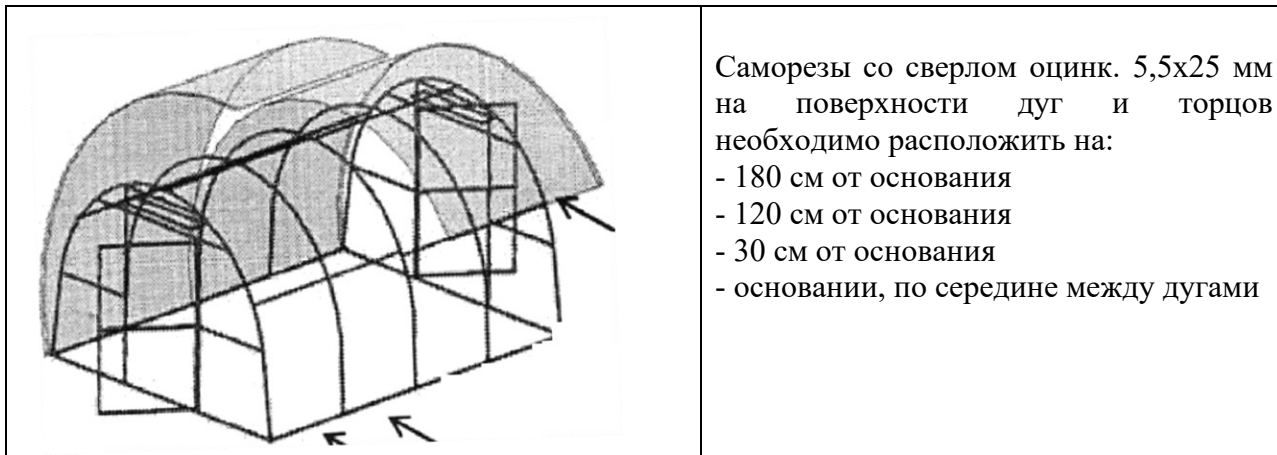 Саморезы со сверлом оцинк. 5,5х25 мм
на поверхности дуг и торцов
необходимо расположить на:
- 180 см от основания
- 120 см от основания
- 30 см от основания
- основании, по середине между дугами